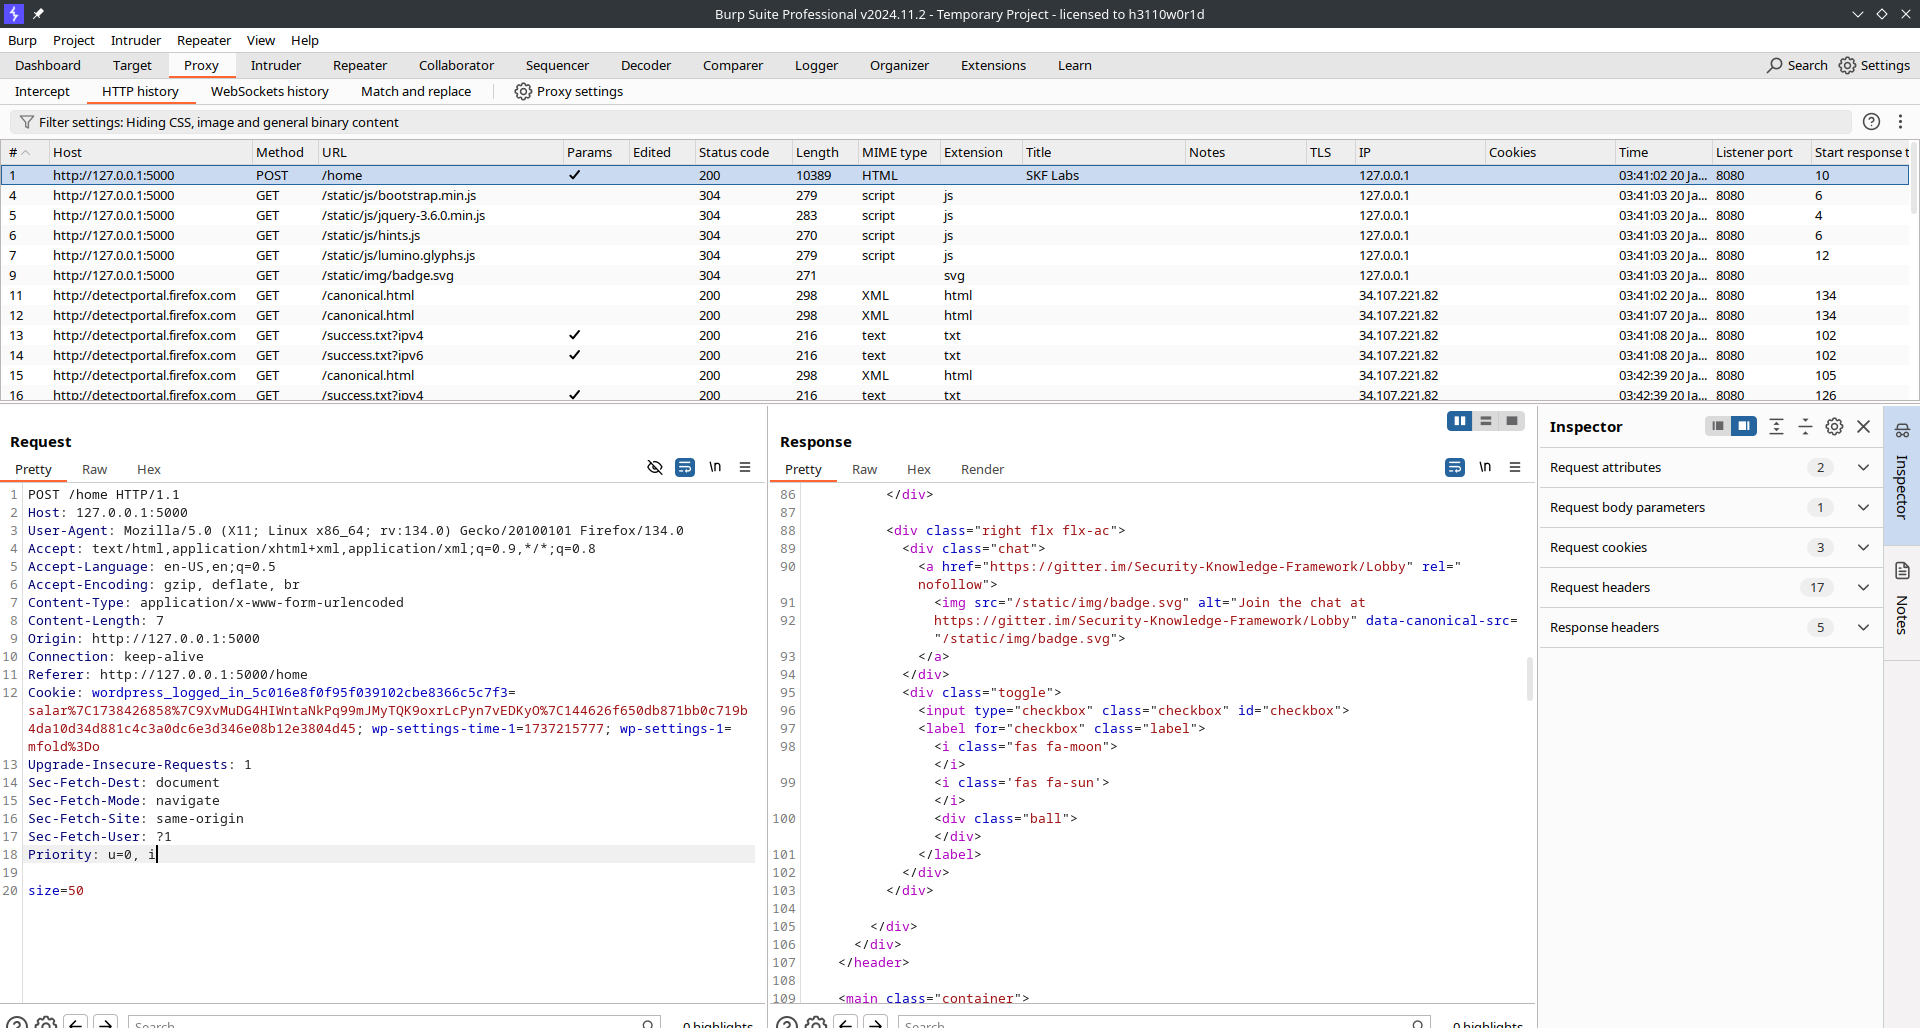 Burp Suite Professional v2024.11.2 - Temporary Project - licensed to h3110w0r1d
Burp Project Intruder Repeater View Help
Dashboard Target Proxy Intruder Repeater Collaborator Sequencer Decoder Comparer Logger Organizer Extensions Learn Search Settings
Intercept HTTP history WebSockets history Match and replace Proxy settings
Filter settings: Hiding CSS, image and general binary content
# Host Method URL Params Edited Status code Length MIME type Extension Title Notes TLS IP Cookies Time Listener port Start response t
1 http://127.0.0.1:5000 POST /home ✓ 200 10389 HTML SKF Labs 127.0.0.1 03:41:02 20 Ja... 8080 10
4 http://127.0.0.1:5000 GET /static/js/bootstrap.min.js 304 279 script js 127.0.0.1 03:41:03 20 Ja... 8080 6
5 http://127.0.0.1:5000 GET /static/js/jquery-3.6.0.min.js 304 283 script js 127.0.0.1 03:41:03 20 Ja... 8080 4
6 http://127.0.0.1:5000 GET /static/js/hints.js 304 270 script js 127.0.0.1 03:41:03 20 Ja... 8080 6
7 http://127.0.0.1:5000 GET /static/js/lumino.glyphs.js 304 279 script js 127.0.0.1 03:41:03 20 Ja... 8080 12
9 http://127.0.0.1:5000 GET /static/img/badge.svg 304 271 svg 127.0.0.1 03:41:03 20 Ja... 8080
11 http://detectportal.firefox.com GET /canonical.html 200 298 XML html 34.107.221.82 03:41:02 20 Ja... 8080 134
12 http://detectportal.firefox.com GET /canonical.html 200 298 XML html 34.107.221.82 03:41:07 20 Ja... 8080 134
13 http://detectportal.firefox.com GET /success.txt?ipv4 ✓ 200 216 text txt 34.107.221.82 03:41:08 20 Ja... 8080 102
14 http://detectportal.firefox.com GET /success.txt?ipv6 ✓ 200 216 text txt 34.107.221.82 03:41:08 20 Ja... 8080 102
15 http://detectportal.firefox.com GET /canonical.html 200 298 XML html 34.107.221.82 03:42:39 20 Ja... 8080 105
16 http://detectportal.firefox.com GET /success.txt?ipv4 ✓ 200 216 text txt 34.107.221.82 03:42:39 20 Ja... 8080 126
Request
Pretty Raw Hex \n
1 POST /home HTTP/1.1
2 Host: 127.0.0.1:5000
3 User-Agent: Mozilla/5.0 (X11; Linux x86_64; rv:134.0) Gecko/20100101 Firefox/134.0
4 Accept: text/html,application/xhtml+xml,application/xml;q=0.9,*/*;q=0.8
5 Accept-Language: en-US,en;q=0.5
6 Accept-Encoding: gzip, deflate, br
7 Content-Type: application/x-www-form-urlencoded
8 Content-Length: 7
9 Origin: http://127.0.0.1:5000
10 Connection: keep-alive
11 Referer: http://127.0.0.1:5000/home
12 Cookie: wordpress_logged_in_5c016e8f0f95f039102cbe8366c5c7f3=
salar%7C1738426858%7C9XvMuDG4HIWntaNkPq99mJMyTQK9oxrLcPyn7vEDKyO%7C144626f650db871bb0c719b
4da10d34d881c4c3a0dc6e3d346e08b12e3804d45; wp-settings-time-1=1737215777; wp-settings-1=
mfold%3Do
13 Upgrade-Insecure-Requests: 1
14 Sec-Fetch-Dest: document
15 Sec-Fetch-Mode: navigate
16 Sec-Fetch-Site: same-origin
17 Sec-Fetch-User: ?1
18 Priority: u=0, i
19
20 size=50
Search 0 highlights
Response
Pretty Raw Hex Render \n
86 </div>
87
88 <div class="right flx flx-ac">
89 <div class="chat">
90 <a href="https://gitter.im/Security-Knowledge-Framework/Lobby" rel="
nofollow">
91 <img src="/static/img/badge.svg" alt="Join the chat at
92 https://gitter.im/Security-Knowledge-Framework/Lobby" data-canonical-src=
"/static/img/badge.svg">
93 </a>
94 </div>
95 <div class="toggle">
96 <input type="checkbox" class="checkbox" id="checkbox">
97 <label for="checkbox" class="label">
98 <i class="fas fa-moon">
</i>
99 <i class='fas fa-sun'>
</i>
100 <div class="ball">
</div>
101 </label>
102 </div>
103 </div>
104
105 </div>
106 </div>
107 </header>
108
109 <main class="container">
Search 0 highlights
Inspector
Request attributes 2
Request body parameters 1
Request cookies 3
Request headers 17
Response headers 5
Inspector
Notes